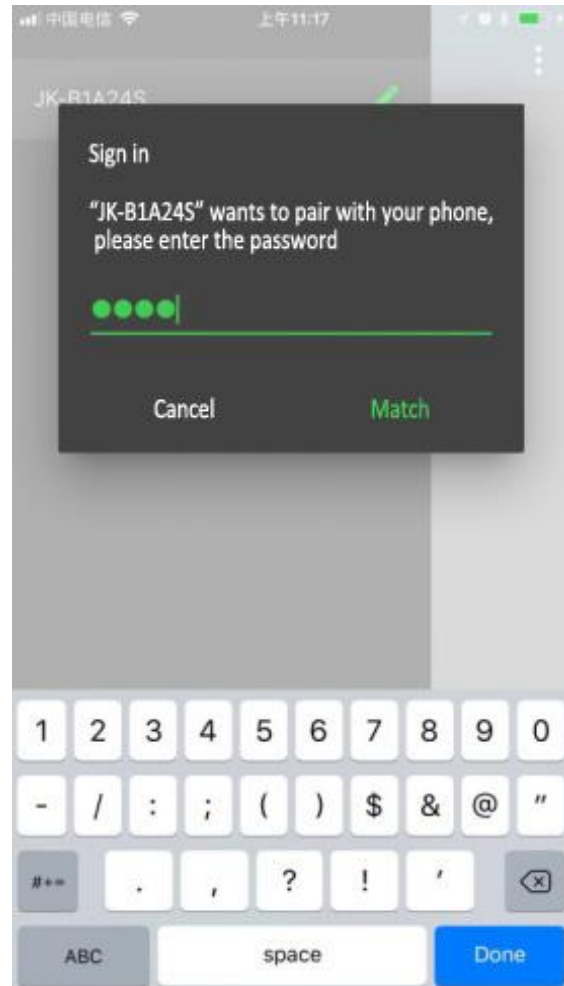 中国电信
上午11:17
JK-B1A24S
Sign in
“JK-B1A24S” wants to pair with your phone,
please enter the password
Cancel
Match
1 2 3 4 5 6 7 8 9 0
- / : ; ( ) $ & @ "
#+= . , ? ! '
ABC space Done